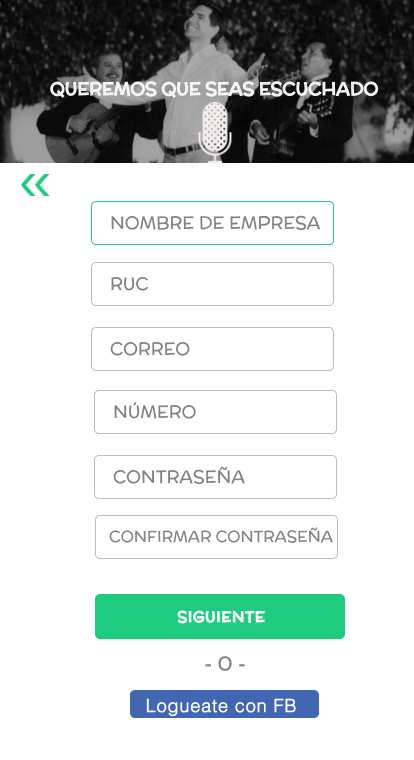 QUEREMOS QUE SEAS ESCUCHADO
NOMBRE DE EMPRESA
RUC
CORREO
NÚMERO
CONTRASEÑA
CONFIRMAR CONTRASEÑA
SIGUIENTE
- O -
Logueate con FB